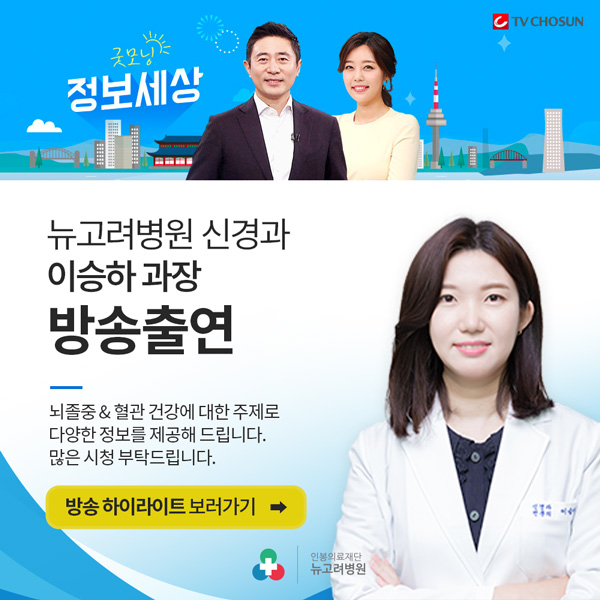 TV CHOSUN
굿모닝
정보세상
뉴고려병원 신경과
이승하 과장
방송출연
뇌졸중 & 혈관 건강에 대한 주제로
다양한 정보를 제공해 드립니다.
많은 시청 부탁드립니다.
방송 하이라이트 보러가기 ➡
신경과
인봉의료재단
뉴고려병원